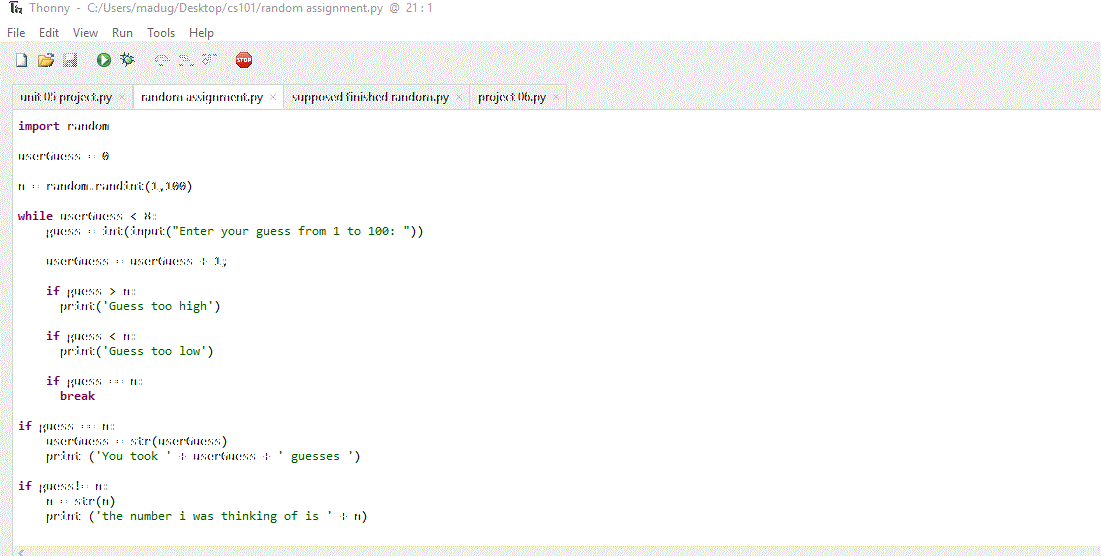 Thonny - C:/Users/madug/Desktop/cs101/random assignment.py @ 21:1
File Edit View Run Tools Help
STOP
unit 05 project.py × random assignment.py × supposed finished random.py × project 06.py ×
import random
userGuess = 0
n = random.randint(1,100)
while userGuess < 8:
guess = int(input("Enter your guess from 1 to 100: "))
userGuess = userGuess + 1;
if guess > n:
print('Guess too high')
if guess < n:
print('Guess too low')
if guess == n:
break
if guess == n:
userGuess = str(userGuess)
print ('You took ' + userGuess + ' guesses ')
if guess!= n:
n = str(n)
print ('the number i was thinking of is ' + n)